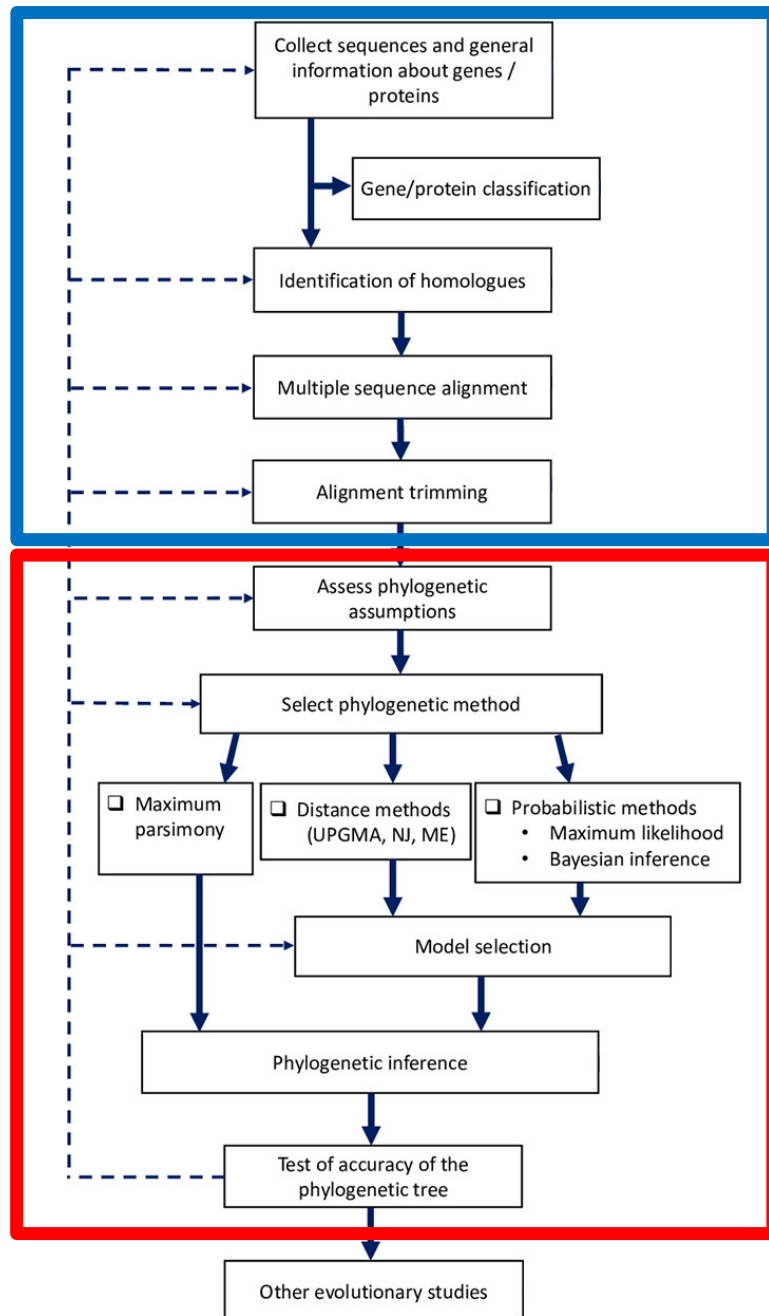 Collect sequences and general
information about genes /
proteins
Gene/protein classification
Identification of homologues
Multiple sequence alignment
Alignment trimming
Assess phylogenetic
assumptions
Select phylogenetic method
❑ Maximum
parsimony
❑ Distance methods
(UPGMA, NJ, ME)
❑ Probabilistic methods
• Maximum likelihood
• Bayesian inference
Model selection
Phylogenetic inference
Test of accuracy of the
phylogenetic tree
Other evolutionary studies